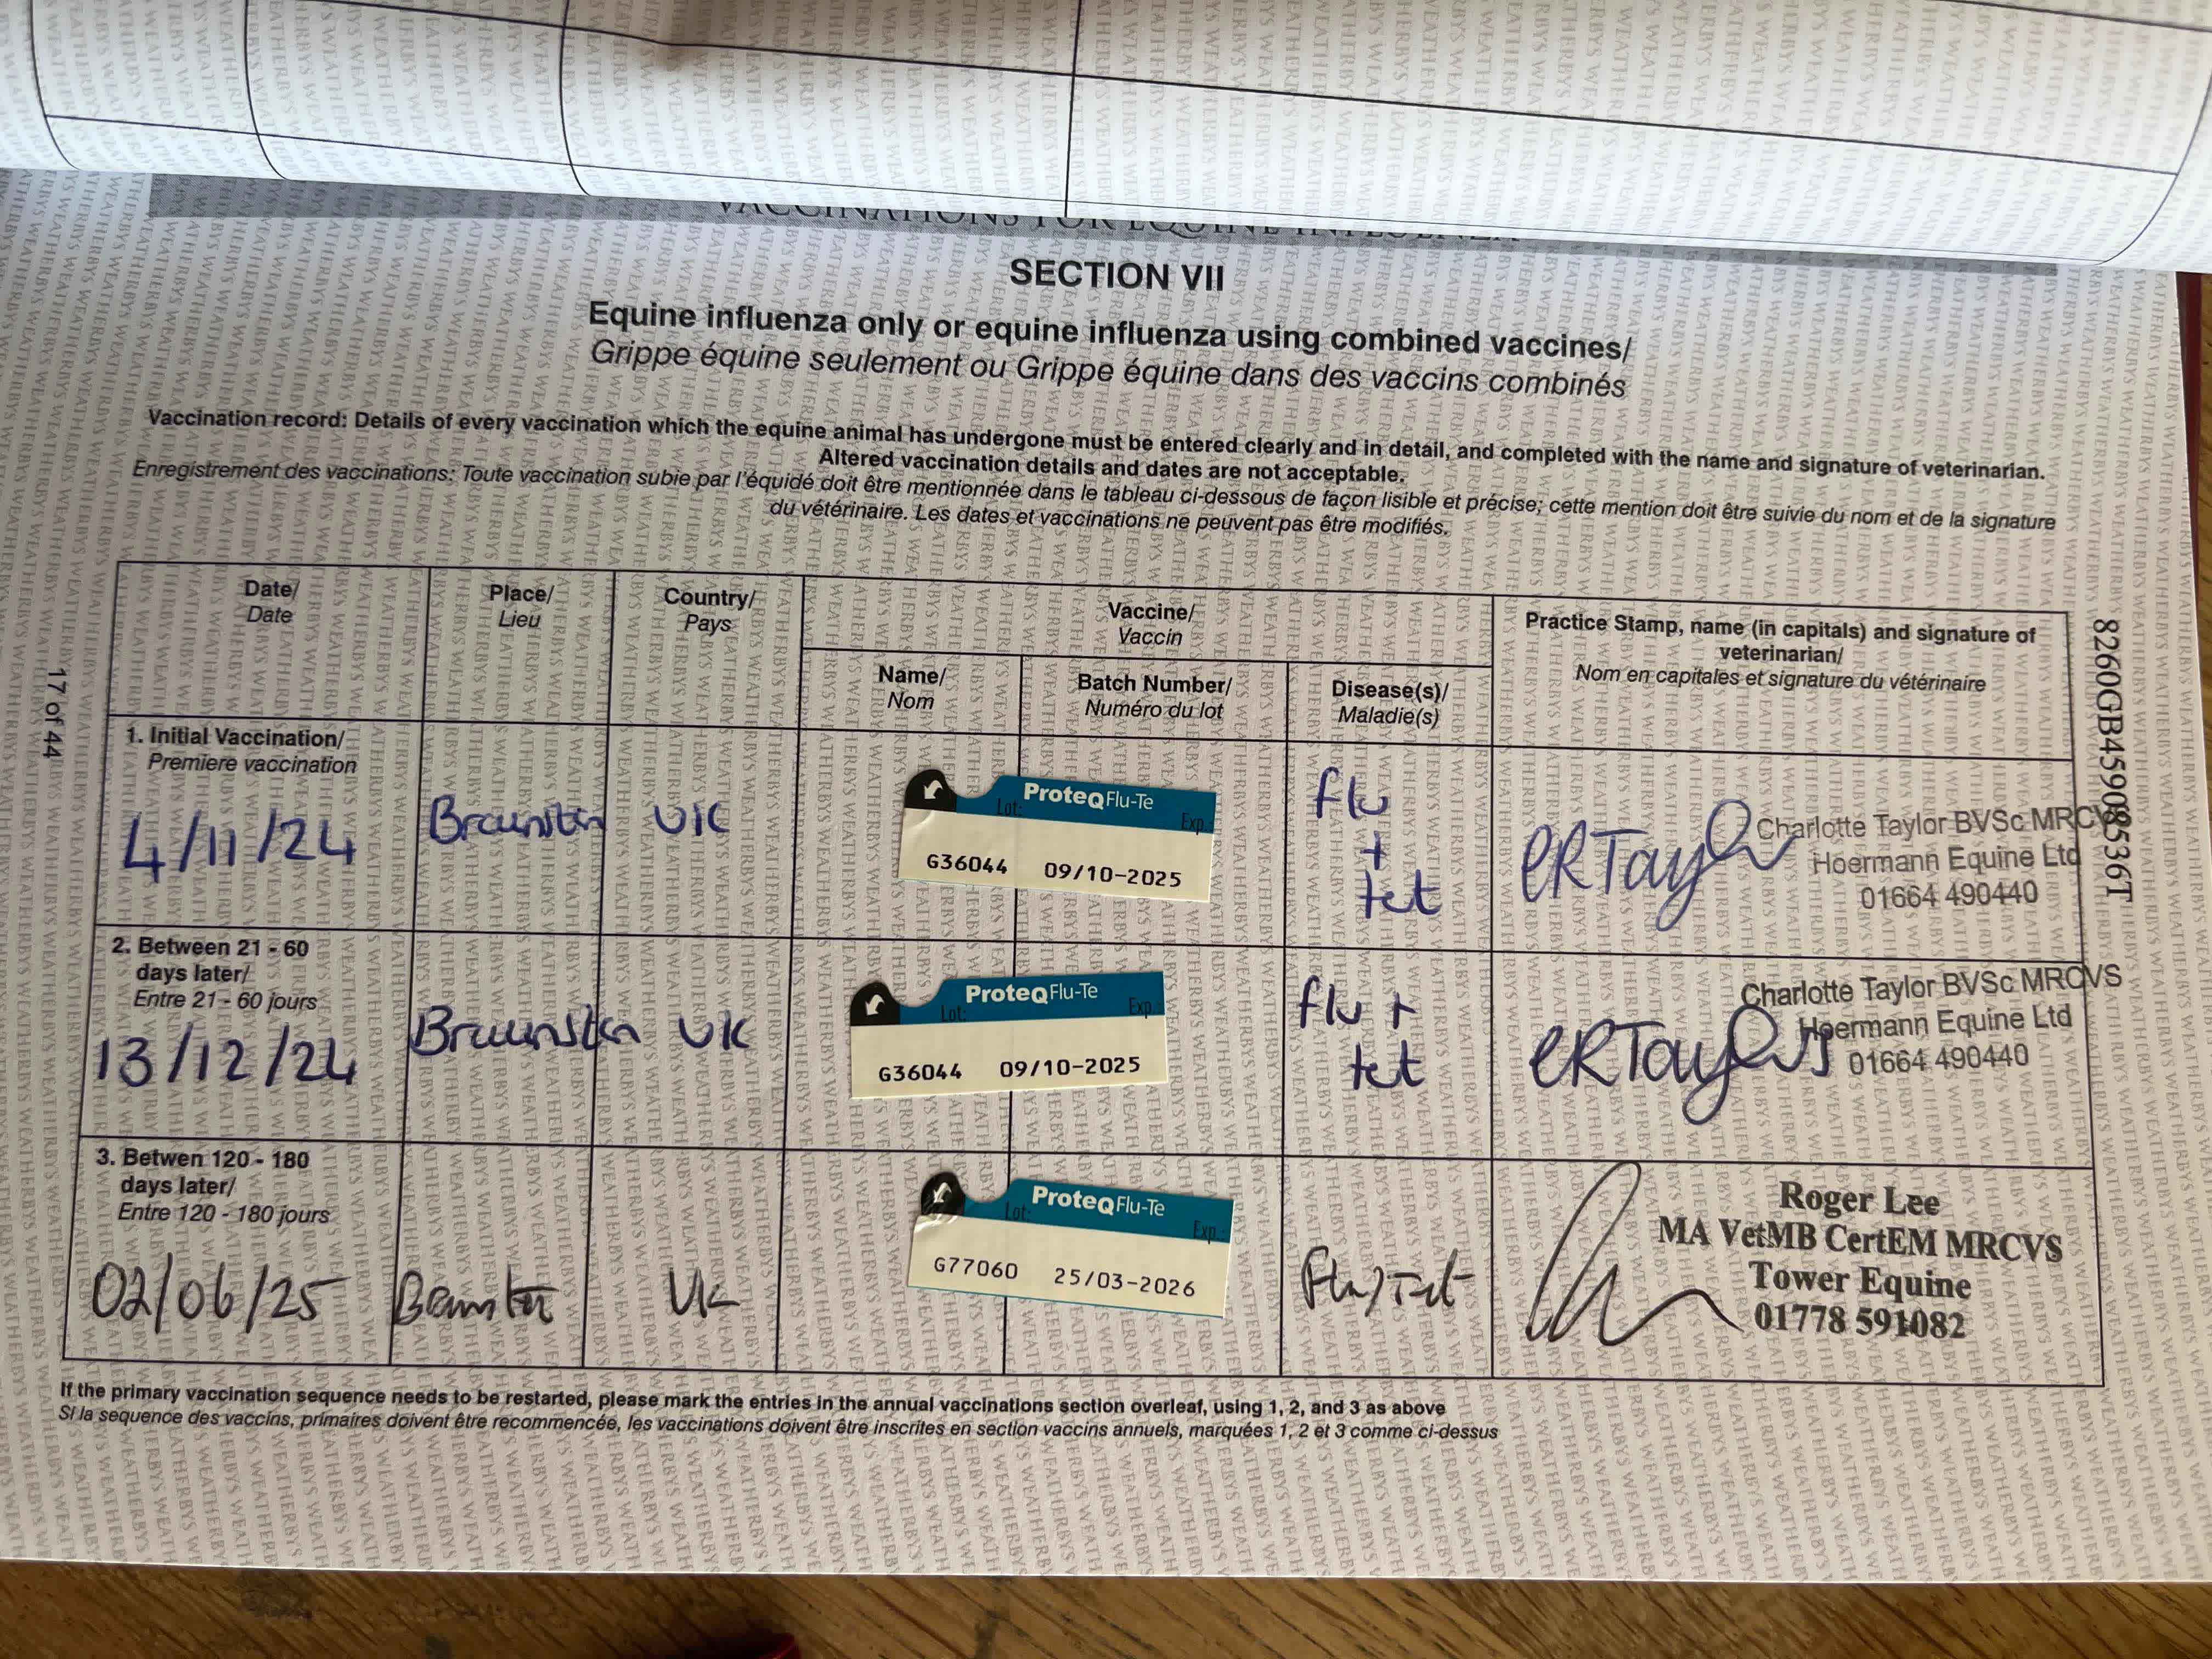 VACCINATIONS FOR EQUINE INFLUENZA
SECTION VII
Equine influenza only or equine influenza using combined vaccines/
Grippe équine seulement ou Grippe équine dans des vaccins combinés
Vaccination record: Details of every vaccination which the equine animal has undergone must be entered clearly and in detail, and completed with the name and signature of veterinarian.
Altered vaccination details and dates are not acceptable.
Enregistrement des vaccinations: Toute vaccination subie par l'équidé doit être mentionnée dans le tableau ci-dessous de façon lisible et précise; cette mention doit être suivie du nom et de la signature
du vétérinaire. Les dates et vaccinations ne peuvent pas être modifiés.
Date/
Date
Place/
Lieu
Country/
Pays
Vaccine/
Vaccin
Name/
Nom
Batch Number/
Numéro du lot
Disease(s)/
Maladie(s)
Practice Stamp, name (in capitals) and signature of
veterinarian/
Nom en capitales et signature du vétérinaire
1. Initial Vaccination/
Premiere vaccination
4/11/24
Braunston
UK
ProteqFlu-Te
Lot:
Exp.:
G36044 09/10-2025
flu
+
tet
CRTaylor
Charlotte Taylor BVSc MRCVS
Hoermann Equine Ltd
01664 490440
2. Between 21 - 60
days later/
Entre 21 - 60 jours
13/12/24
Braunston
UK
ProteqFlu-Te
Lot:
Exp.:
G36044 09/10-2025
flu +
tet
CRTaylor
Charlotte Taylor BVSc MRCVS
Hoermann Equine Ltd
01664 490440
3. Betwen 120 - 180
days later/
Entre 120 - 180 jours
02/06/25
UK
ProteqFlu-Te
Lot:
Exp.:
G77060 25/03-2026
Flu/Tet
Roger Lee
MA VetMB CertEM MRCVS
Tower Equine
01778 591082
If the primary vaccination sequence needs to be restarted, please mark the entries in the annual vaccinations section overleaf, using 1, 2, and 3 as above
Si la sequence des vaccins, primaires doivent être recommencée, les vaccinations doivent être inscrites en section vaccins annuels, marquées 1, 2 et 3 comme ci-dessus
17 of 44
8260GB45908536T
WEATHERBYS